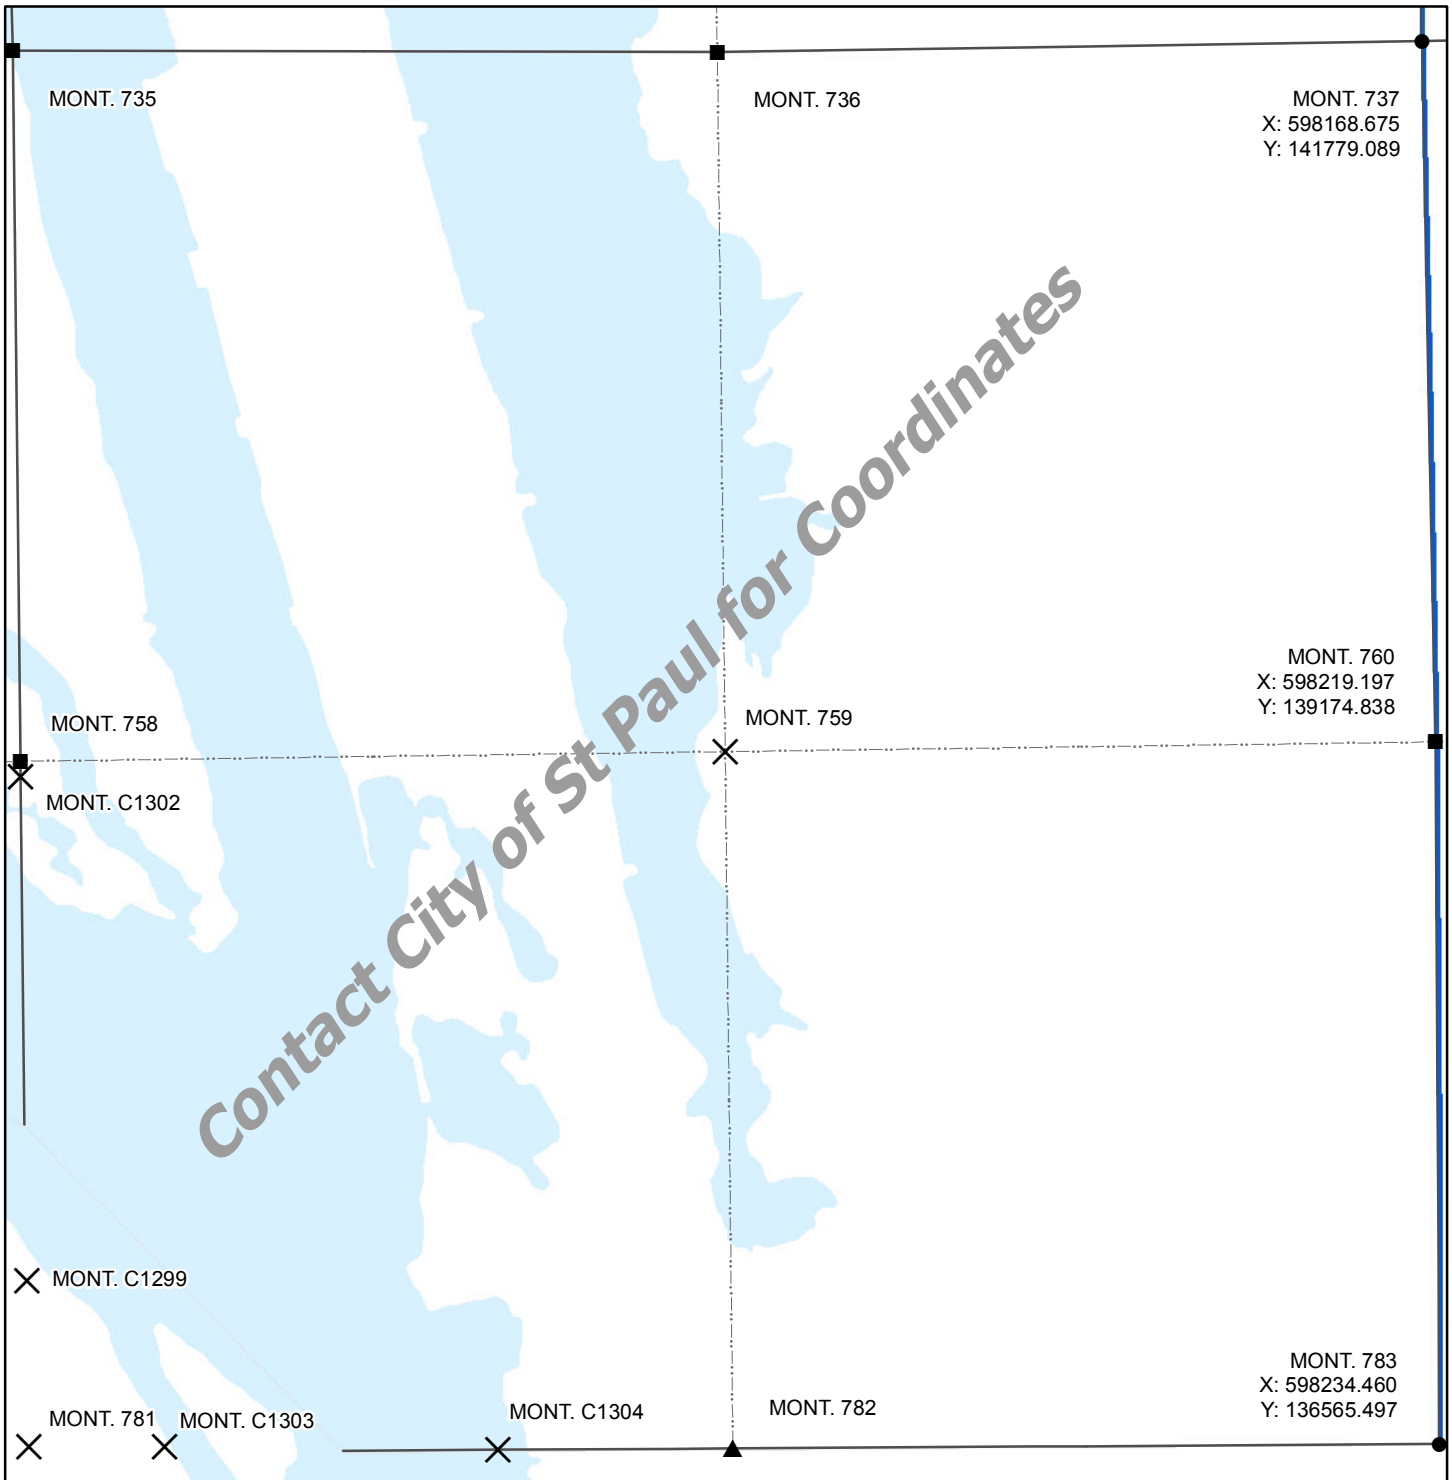 MONT. 735
MONT. 736
MONT. 737
X: 598168.675
Y: 141779.089
Contact City of St Paul for Coordinates
MONT. 760
X: 598219.197
Y: 139174.838
MONT. 758
MONT. 759
MONT. C1302
MONT. C1299
MONT. 783
X: 598234.460
Y: 136565.497
MONT. 781
MONT. C1303
MONT. C1304
MONT. 782